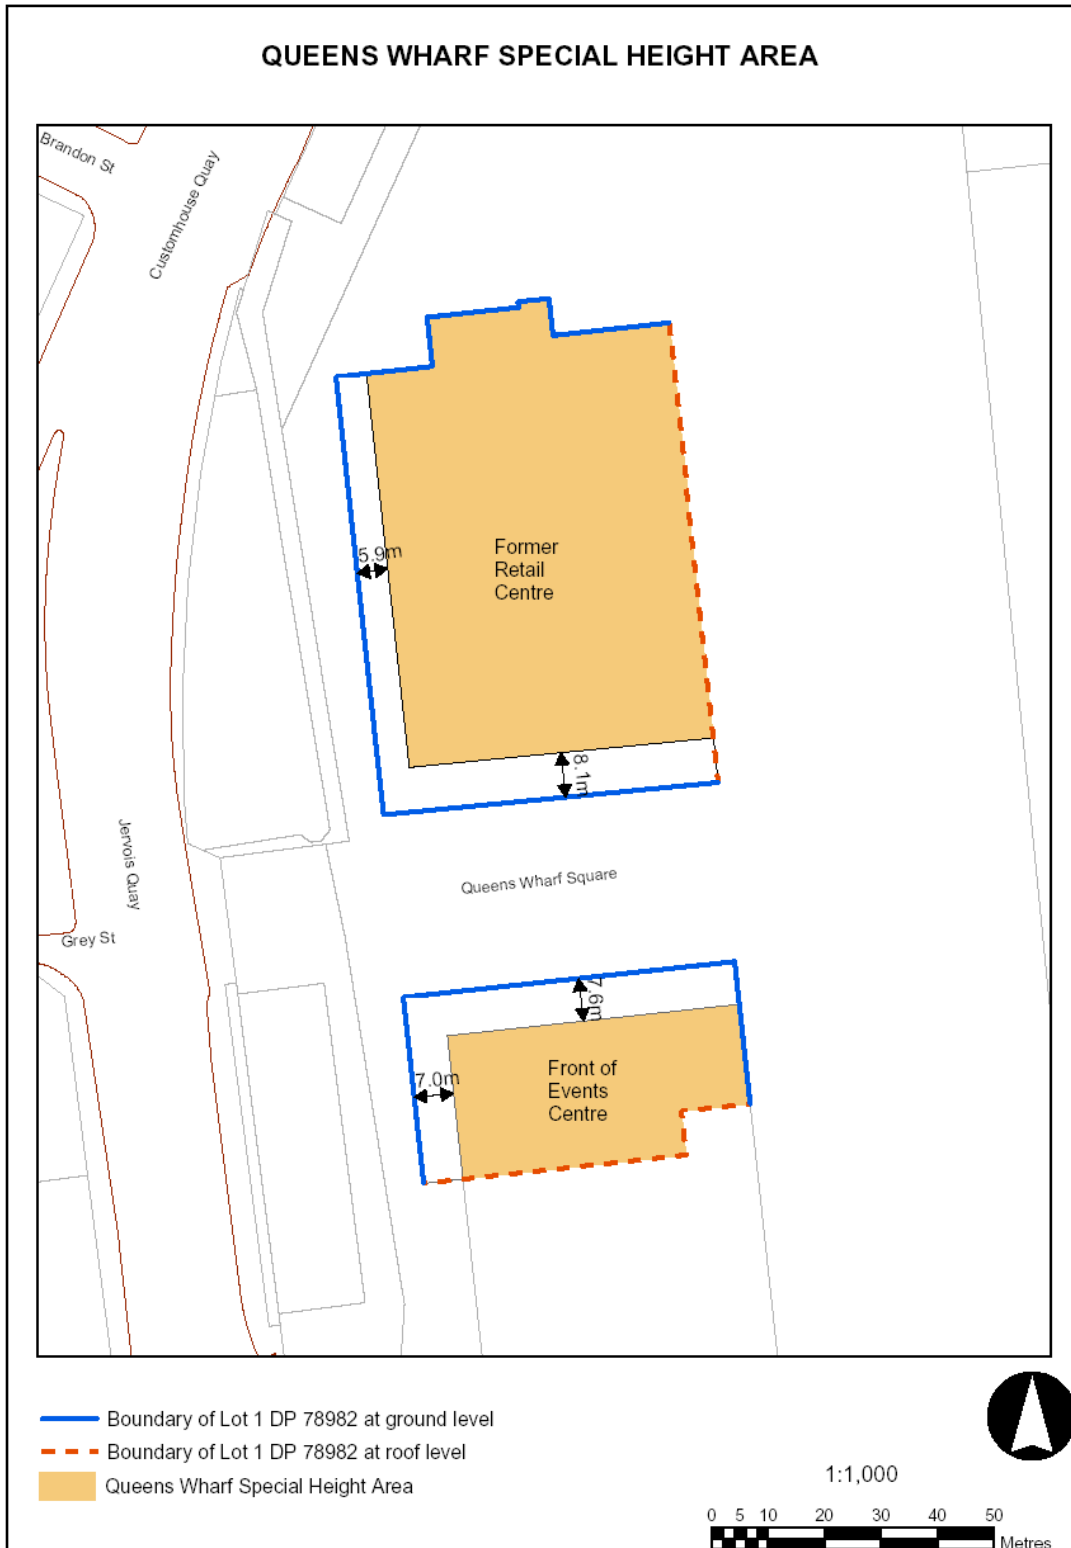 QUEENS WHARF SPECIAL HEIGHT AREA
Brandon St
Customhouse Quay
5.9m
Former
Retail
Centre
8.1m
Jervois Quay
Queens Wharf Square
Grey St
7.6m
7.0m
Front of
Events
Centre
Boundary of Lot 1 DP 78982 at ground level
Boundary of Lot 1 DP 78982 at roof level
Queens Wharf Special Height Area
1:1,000
0 5 10 20 30 40 50
Metres